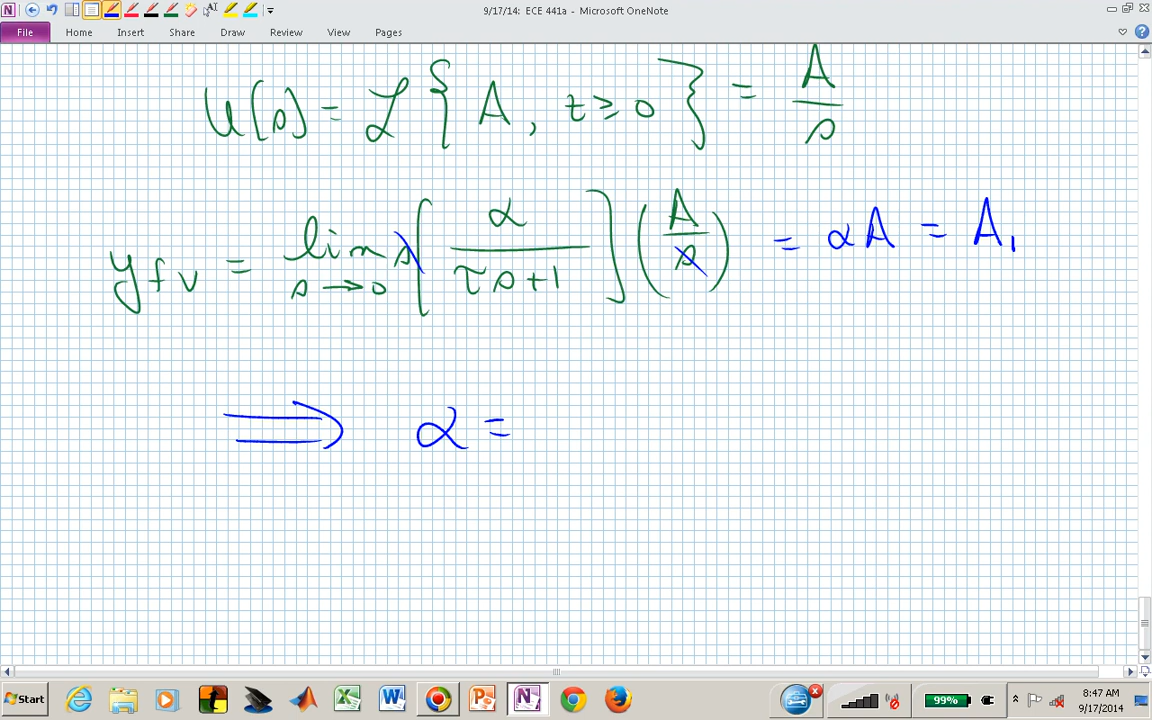 9/17/14: ECE 441a - Microsoft OneNote
File Home Insert Share Draw Review View Pages
U(s) = ℒ { A , t ≥ 0 } = A/s
yfv = lim s→0 s [ α / (τs+1) ] ( A/s ) = αA = A₁
⟹ α =
Start
99%
8:47 AM
9/17/2014